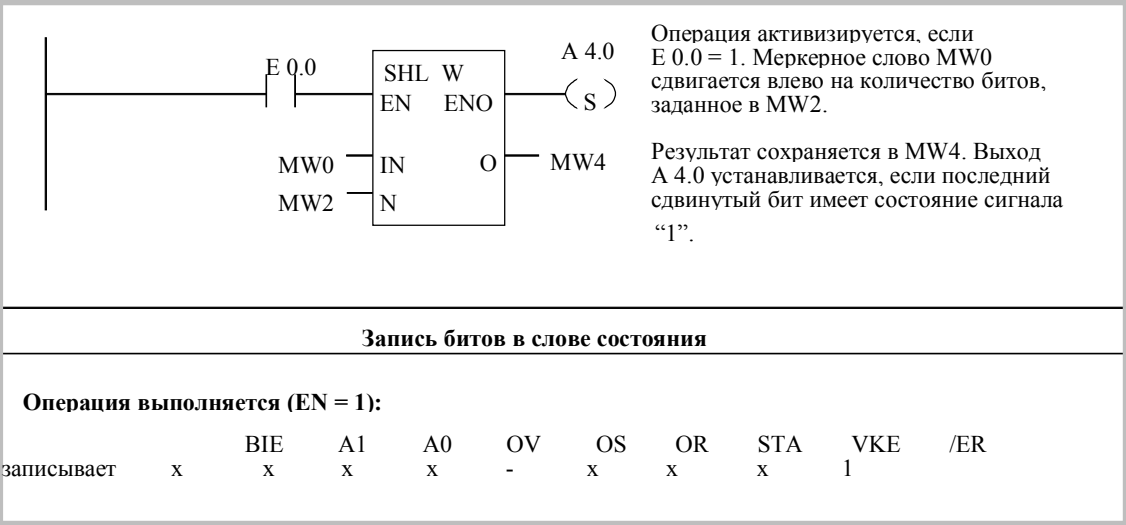 E 0.0
SHL W
EN ENO
IN O
N
MW0
MW2
MW4
A 4.0
S
Операция активизируется, если
E 0.0 = 1. Меркерное слово MW0
сдвигается влево на количество битов,
заданное в MW2.
Результат сохраняется в MW4. Выход
A 4.0 устанавливается, если последний
сдвинутый бит имеет состояние сигнала
“1”.
Запись битов в слове состояния
Операция выполняется (EN = 1):
BIE A1 A0 OV OS OR STA VKE /ER
записывает x x x x - x x x 1